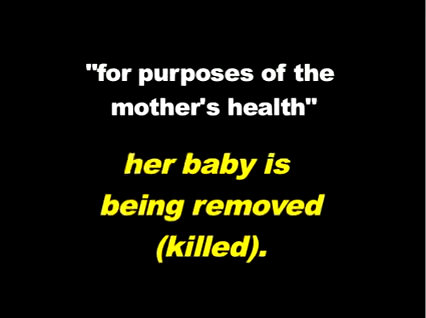 "for purposes of the
mother's health"
her baby is
being removed
(killed).